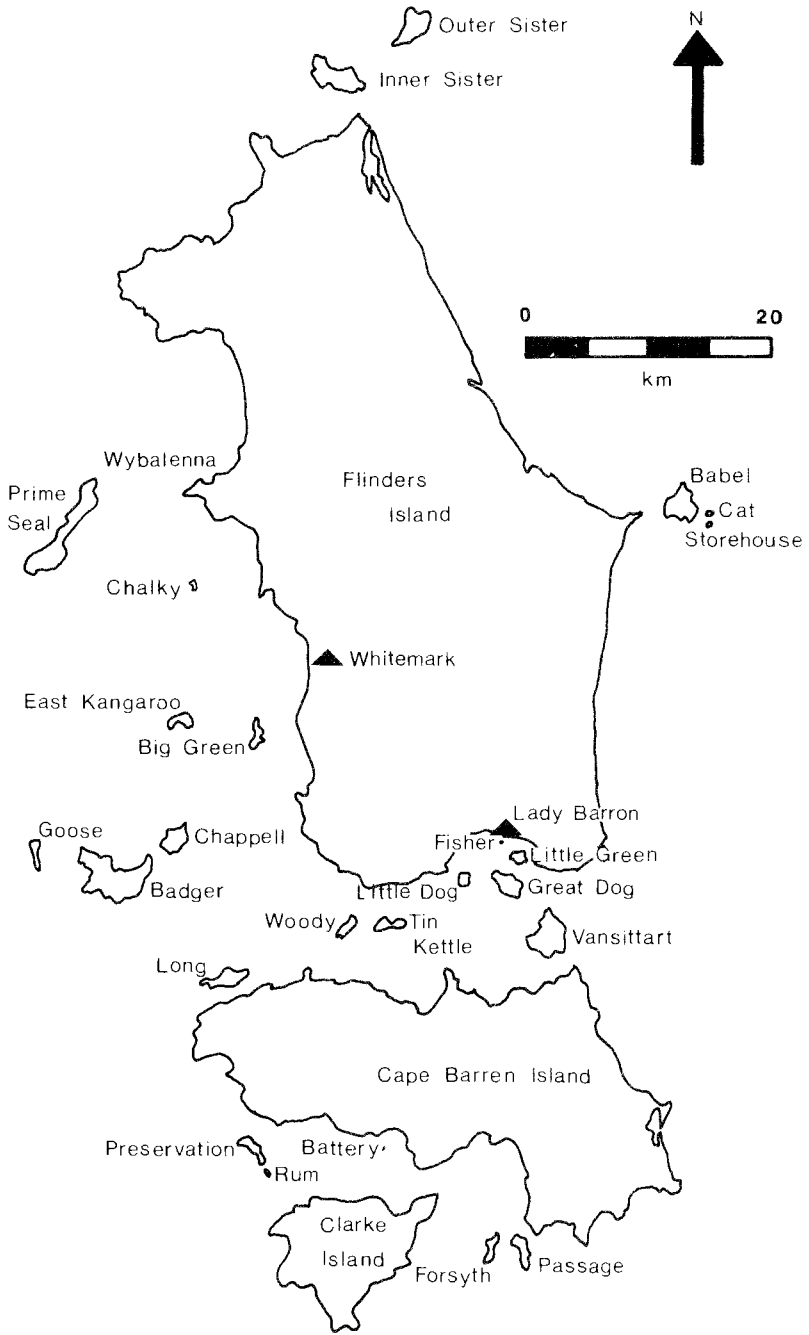 Outer Sister
N
Inner Sister
0 20
km
Wybalenna
Prime
Seal
Flinders
Island
Babel
Cat
Storehouse
Chalky
Whitemark
East Kangaroo
Big Green
Lady Barron
Goose
Chappell
Fisher
Little Green
Badger
Little Dog
Great Dog
Woody
Tin
Kettle
Vansittart
Long
Cape Barren Island
Preservation
Battery
Rum
Clarke
Island
Forsyth
Passage